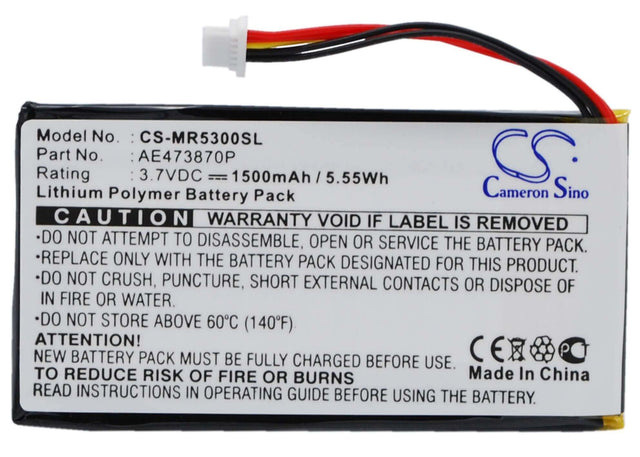 Model No. : CS-MR5300SL
Part No. : AE473870P
Rating : 3.7VDC ⎓ 1500mAh / 5.55Wh
Lithium Polymer Battery Pack
CS
Cameron Sino
CAUTION WARRANTY VOID IF LABEL IS REMOVED
•DO NOT ATTEMPT TO DISASSEMBLE, OPEN OR SERVICE BATTERY PACK.
•REPLACE ONLY WITH THE BATTERY PACK DESIGNATED FOR THIS PRODUCT.
•DO NOT CRUSH, PUNCTURE, SHORT EXTERNAL CONTACTS OR DISPOSE OF
IN FIRE OR WATER.
•DO NOT STORE ABOVE 60°C (140°F)
NEW BATTERY PACK MUST BE FULLY CHARGED BEFORE USE
TO REDUCE RISK OF FIRE OR BURNS
READ INSTRUCTIONS IN OPERATING GUIDE BEFORE USING BATTERY PACK
CE PCT
Made In China